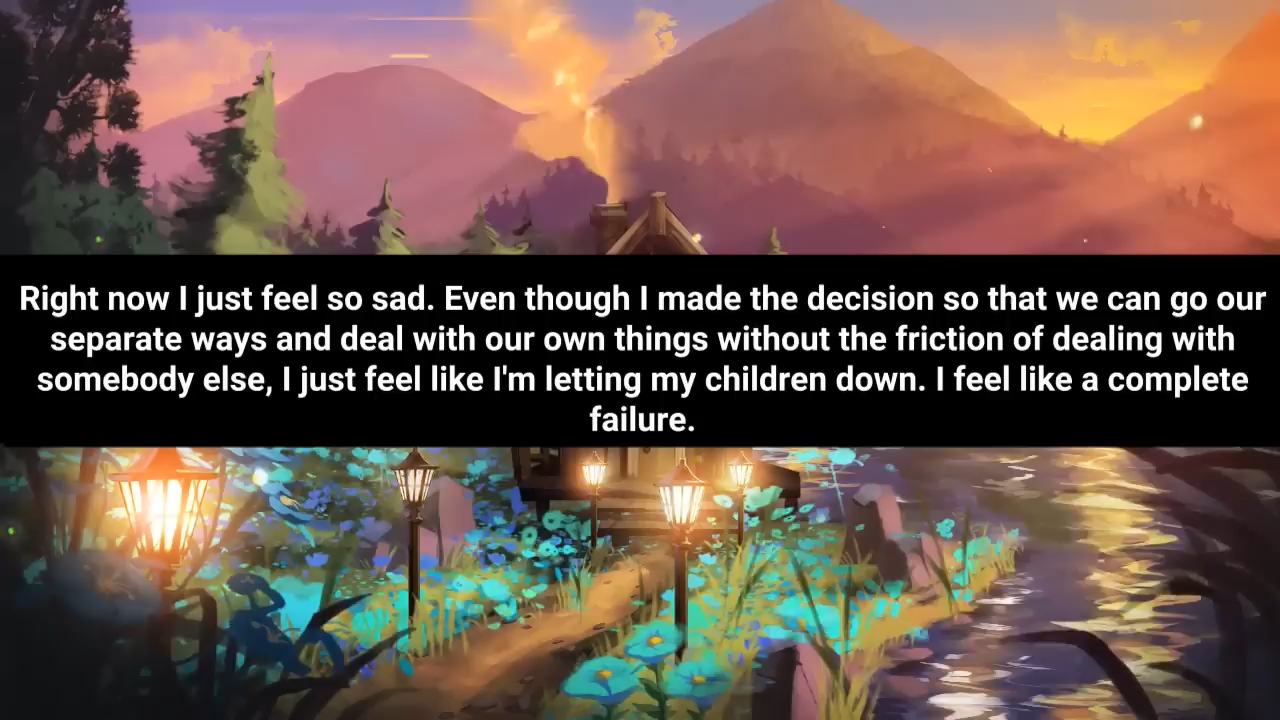 Right now I just feel so sad. Even though I made the decision so that we can go our
separate ways and deal with our own things without the friction of dealing with
somebody else, I just feel like I'm letting my children down. I feel like a complete
failure.